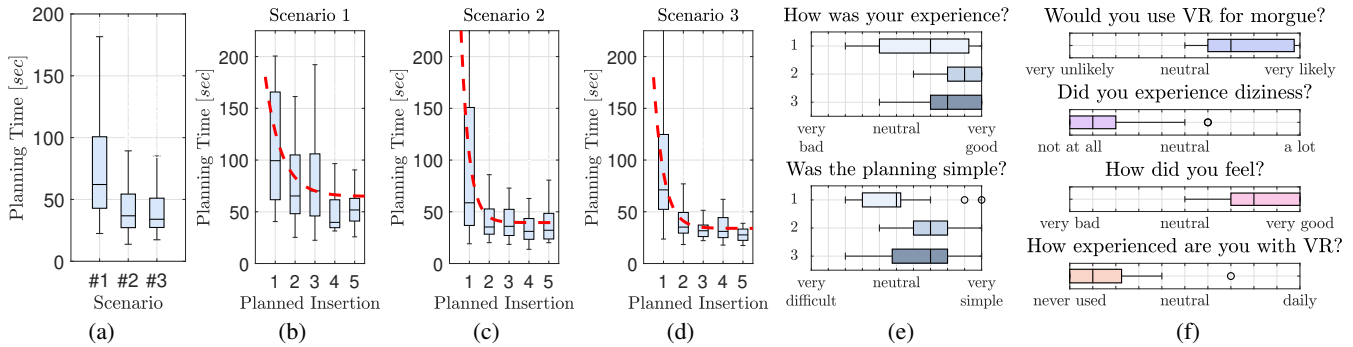 Planning Time [sec]
200
150
100
50
0
#1 #2 #3
Scenario
(a)
Scenario 1
Planning Time [sec]
200
150
100
50
0
1 2 3 4 5
Planned Insertion
(b)
Scenario 2
Planning Time [sec]
200
150
100
50
0
1 2 3 4 5
Planned Insertion
(c)
Scenario 3
Planning Time [sec]
200
150
100
50
0
1 2 3 4 5
Planned Insertion
(d)
How was your experience?
1
2
3
very bad
neutral
very good
Was the planning simple?
1
2
3
very difficult
neutral
very simple
(e)
Would you use VR for morgue?
very unlikely neutral very likely
Did you experience diziness?
not at all neutral a lot
How did you feel?
very bad neutral very good
How experienced are you with VR?
never used neutral daily
(f)